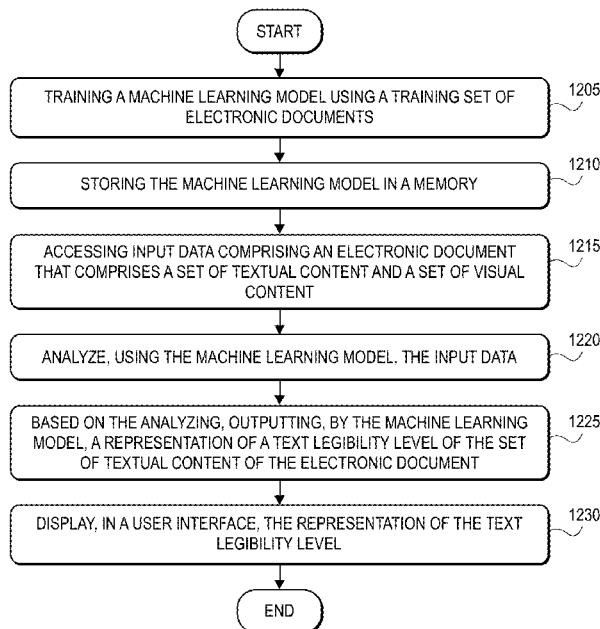 START
TRAINING A MACHINE LEARNING MODEL USING A TRAINING SET OF
ELECTRONIC DOCUMENTS
1205
STORING THE MACHINE LEARNING MODEL IN A MEMORY
1210
ACCESSING INPUT DATA COMPRISING AN ELECTRONIC DOCUMENT
THAT COMPRISES A SET OF TEXTUAL CONTENT AND A SET OF VISUAL
CONTENT
1215
ANALYZE, USING THE MACHINE LEARNING MODEL, THE INPUT DATA
1220
BASED ON THE ANALYZING, OUTPUTTING, BY THE MACHINE LEARNING
MODEL, A REPRESENTATION OF A TEXT LEGIBILITY LEVEL OF THE SET
OF TEXTUAL CONTENT OF THE ELECTRONIC DOCUMENT
1225
DISPLAY, IN A USER INTERFACE, THE REPRESENTATION OF THE TEXT
LEGIBILITY LEVEL
1230
END